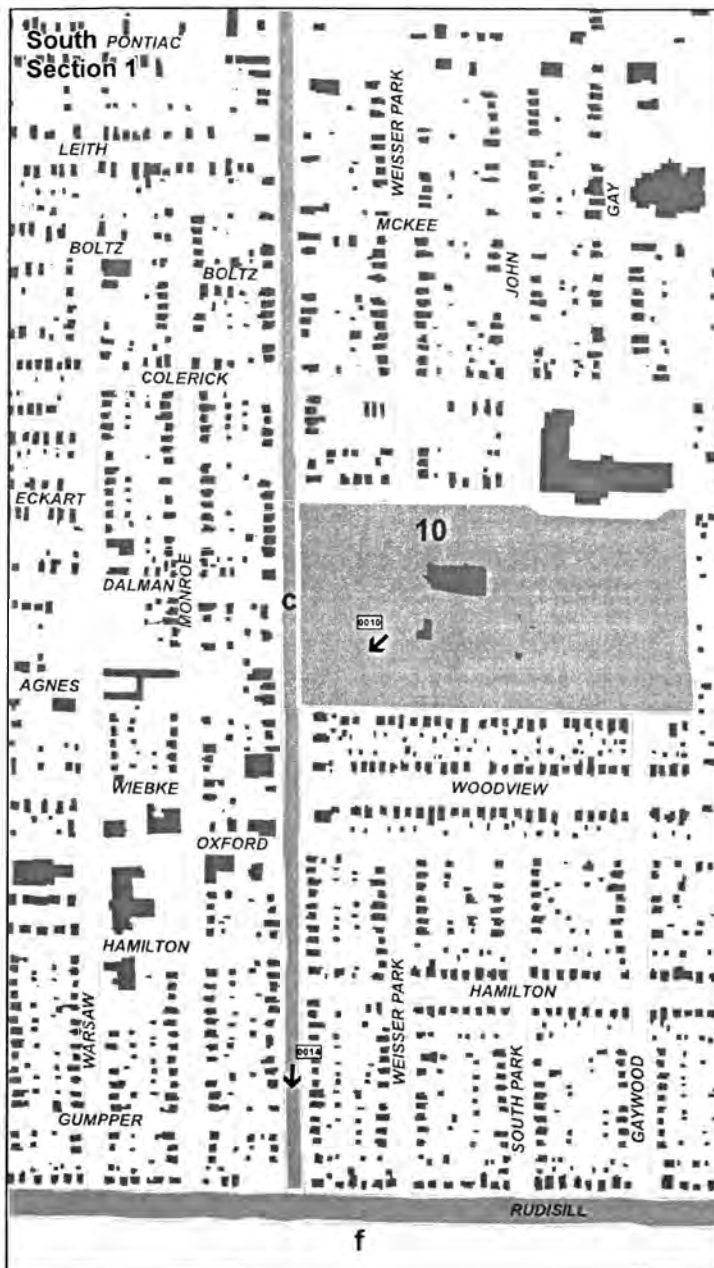 South PONTIAC
Section 1
LEITH
WEISSER PARK
GAY
MCKEE
BOLTZ
BOLTZ
JOHN
COLERICK
ECKART
10
DALMAN
MONROE
C
0010
AGNES
WIEBKE
WOODVIEW
OXFORD
HAMILTON
HAMILTON
WARSAW
WEISSER PARK
0014
SOUTH PARK
GAYWOOD
GUMPPER
RUDISILL
f